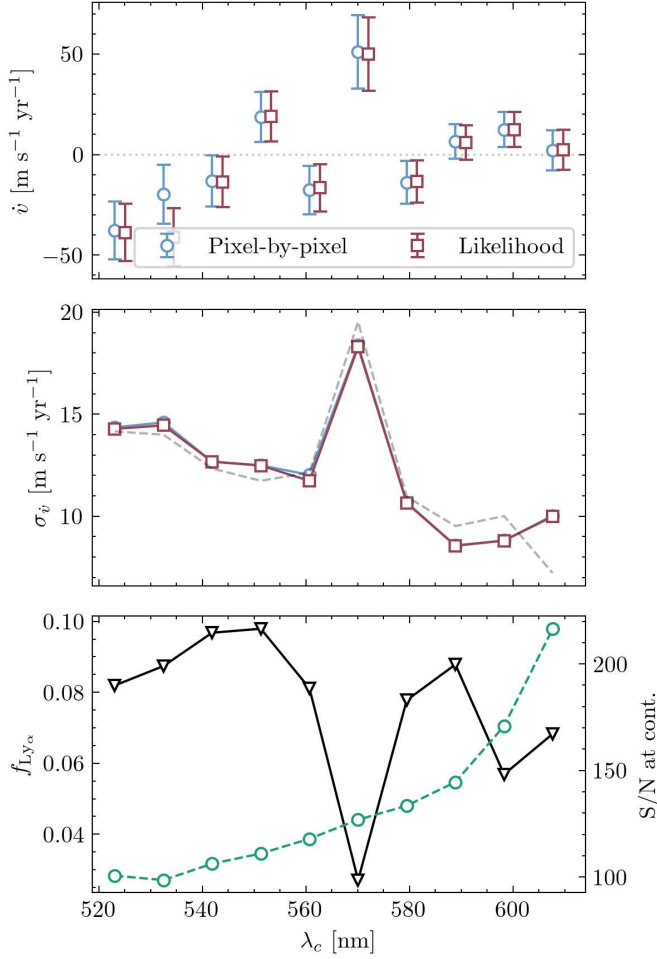 50
0
−50
v̇ [m s⁻¹ yr⁻¹]
Pixel-by-pixel Likelihood
20
15
10
σ_v̇ [m s⁻¹ yr⁻¹]
0.10
0.08
0.06
0.04
f_Lyα
200
150
100
S/N at cont.
520 540 560 580 600
λ_c [nm]